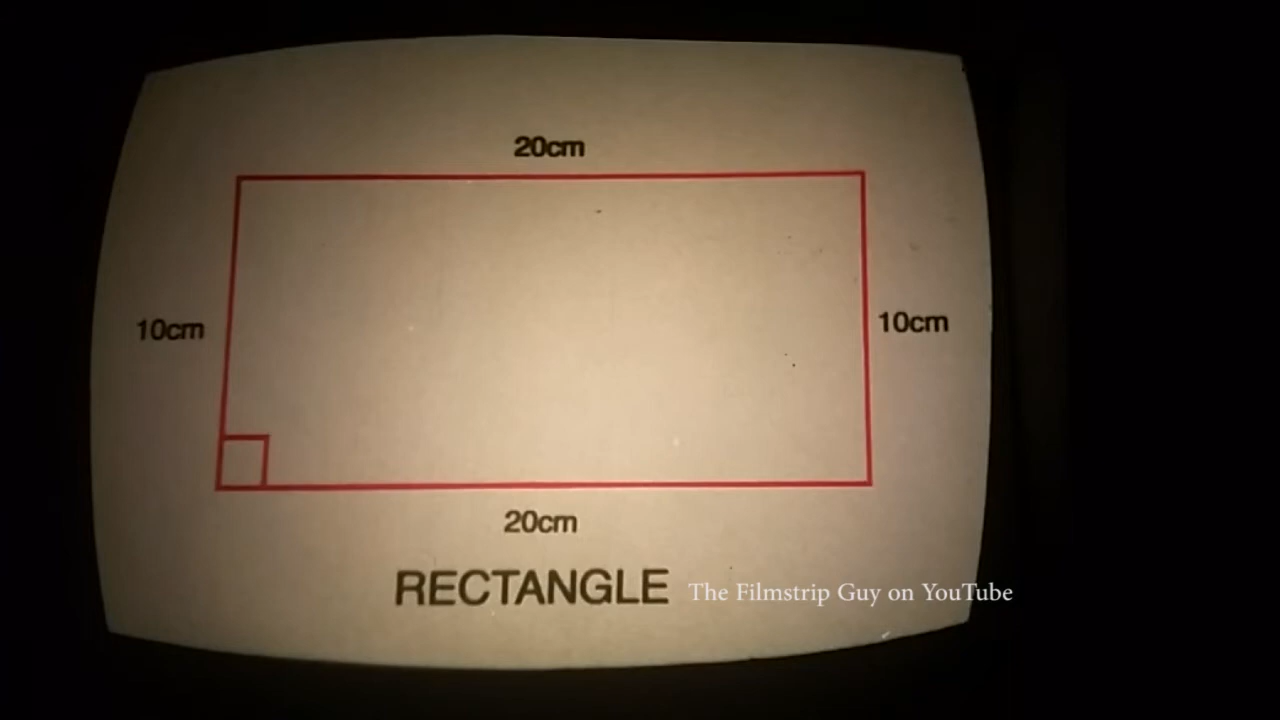 20cm
10cm
10cm
20cm
RECTANGLE
The Filmstrip Guy on YouTube